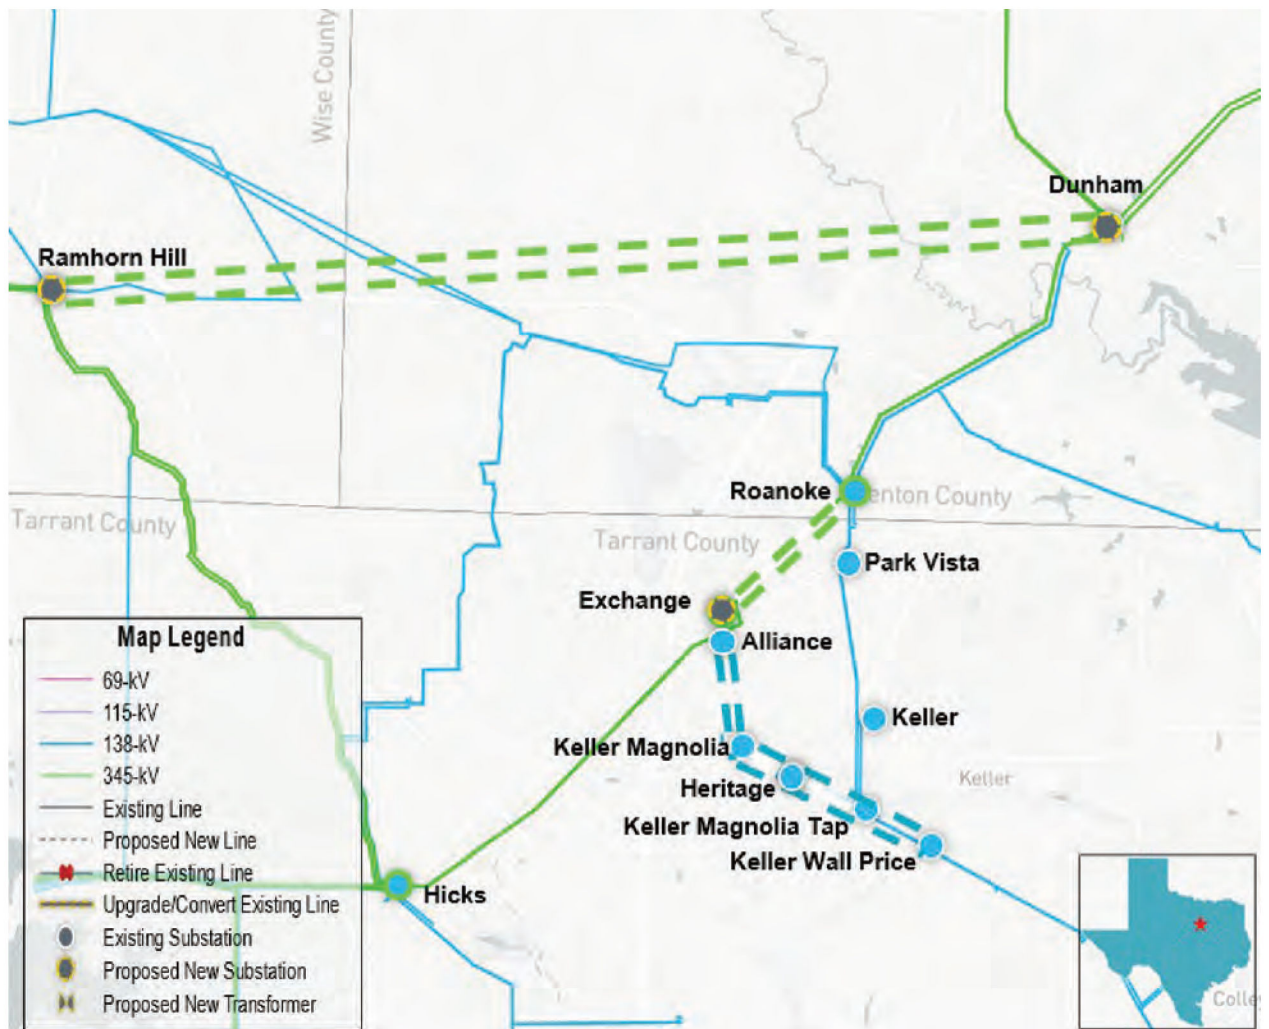 Wise County
Dunham
Ramhorn Hill
Roanoke
enton County
Tarrant County
Tarrant County
Park Vista
Exchange
Alliance
Keller
Keller Magnolia
Heritage
Keller
Keller Magnolia Tap
Keller Wall Price
Hicks
Map Legend
69-kV
115-kV
138-kV
345-kV
Existing Line
Proposed New Line
Retire Existing Line
Upgrade/Convert Existing Line
Existing Substation
Proposed New Substation
Proposed New Transformer
Colley